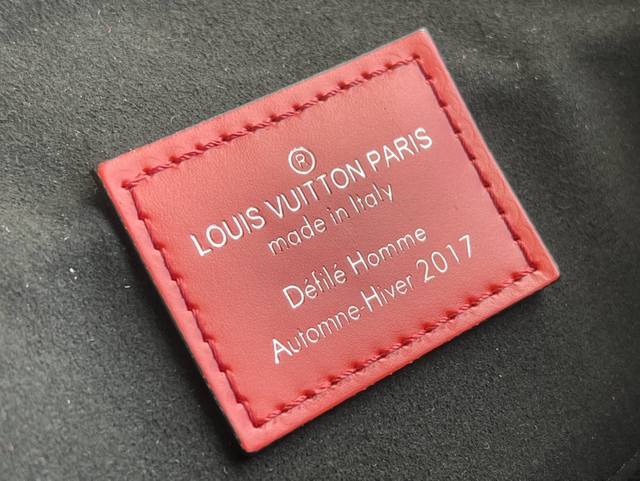 ®
LOUIS VUITTON PARIS
made in Italy
Défilé Homme
Automne-Hiver 2017